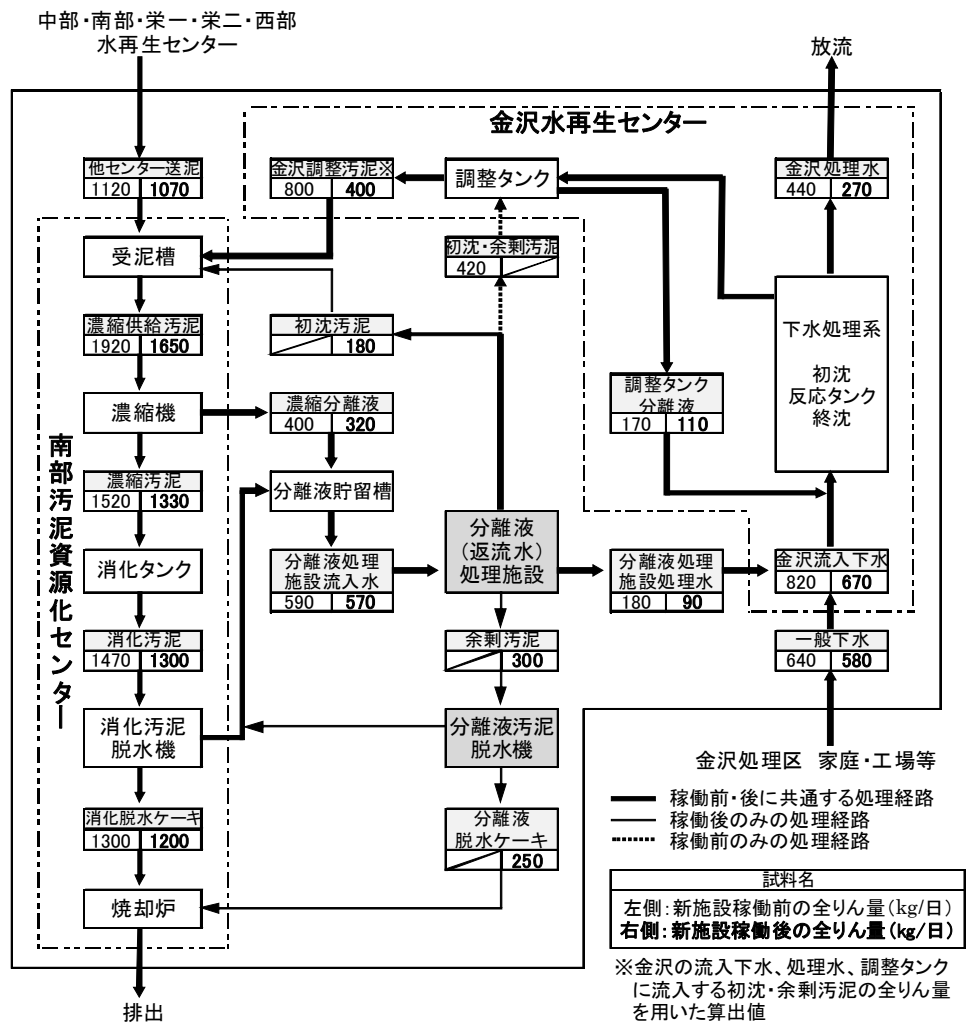 中部・南部・栄一・栄二・西部
水再生センター
放流
金沢水再生センター
他センター送泥
1120 1070
金沢調整汚泥※
800 400
調整タンク
金沢処理水
440 270
受泥槽
初沈・余剰汚泥
420
濃縮供給汚泥
1920 1650
初沈汚泥
180
下水処理系
初沈
反応タンク
終沈
濃縮機
濃縮分離液
400 320
調整タンク
分離液
170 110
南部汚泥資源化センター
濃縮汚泥
1520 1330
分離液貯留槽
分離液
(返流水)
処理施設
消化タンク
分離液処理
施設流入水
590 570
分離液処理
施設処理水
180 90
金沢流入下水
820 670
消化汚泥
1470 1300
余剰汚泥
300
一般下水
640 580
消化汚泥
脱水機
分離液汚泥
脱水機
金沢処理区 家庭・工場等
消化脱水ケーキ
1300 1200
分離液
脱水ケーキ
250
稼働前・後に共通する処理経路
稼働後のみの処理経路
稼働前のみの処理経路
焼却炉
試料名
左側:新施設稼働前の全りん量(kg/日)
右側:新施設稼働後の全りん量(kg/日)
※金沢の流入下水、処理水、調整タンク
に流入する初沈・余剰汚泥の全りん量
を用いた算出値
排出